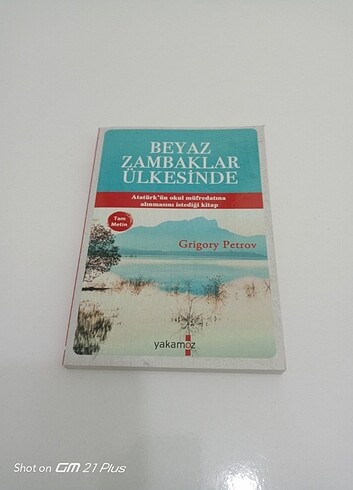 BEYAZ
ZAMBAKLAR
ÜLKESİNDE
Atatürk'ün okul müfredatına
alınmasını istediği kitap
Tam
Metin
Grigory Petrov
yakamoz
Shot on GM 21 Plus